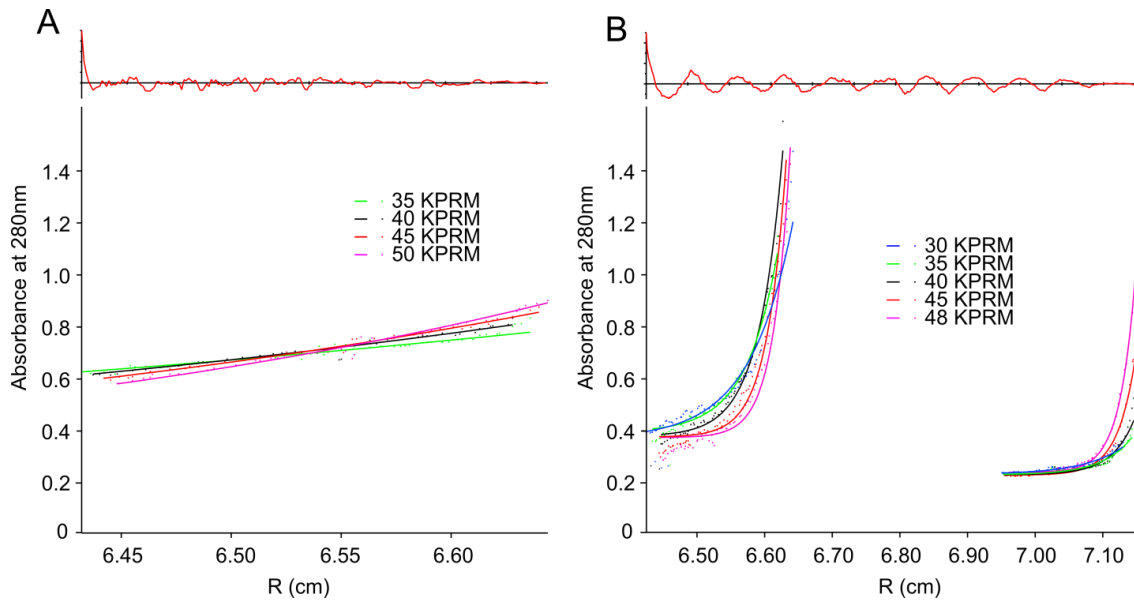 A
Absorbance at 280nm
1.4
1.2
1.0
0.8
0.6
0.4
0.2
0
35 KPRM
40 KPRM
45 KPRM
50 KPRM
6.45
6.50
6.55
6.60
R (cm)
B
Absorbance at 280nm
1.4
1.2
1.0
0.8
0.6
0.4
0.2
0
30 KPRM
35 KPRM
40 KPRM
45 KPRM
48 KPRM
6.50
6.60
6.70
6.80
6.90
7.00
7.10
R (cm)